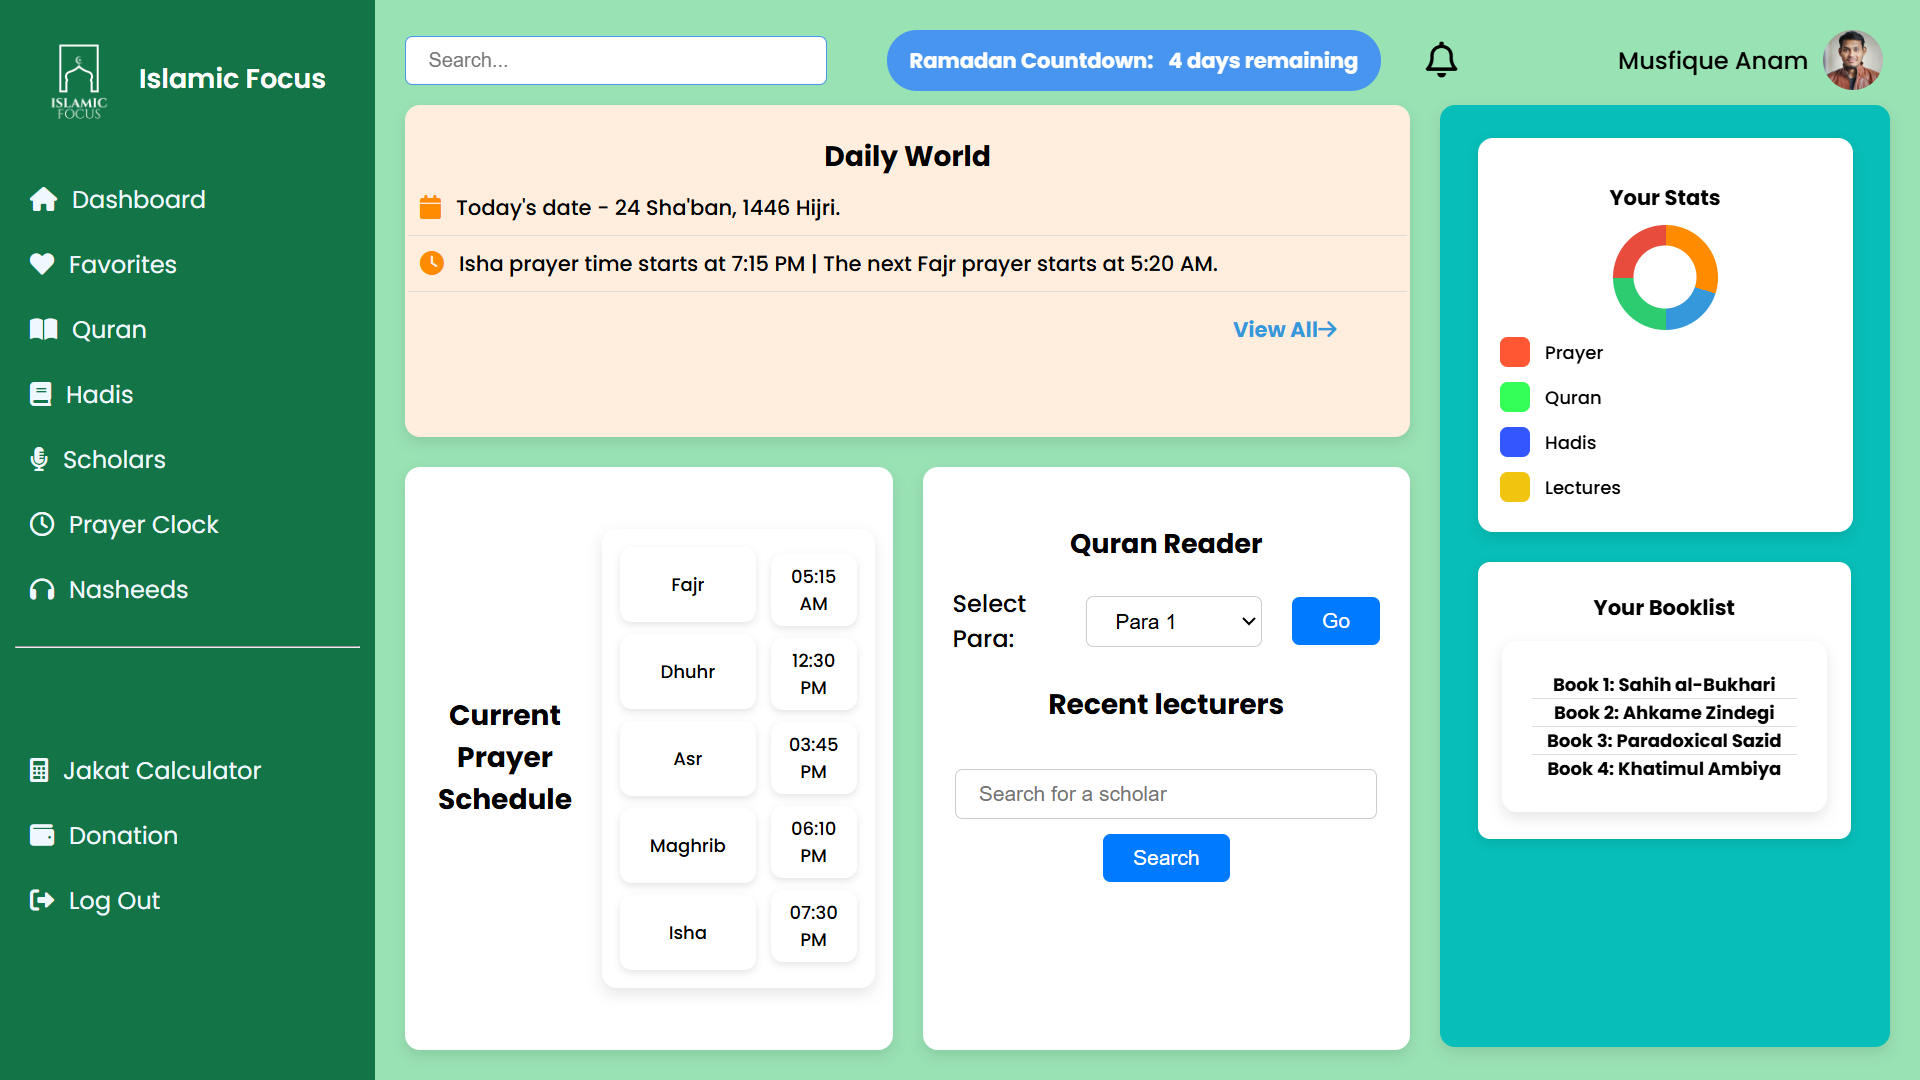 ISLAMIC
FOCUS
Islamic Focus
Dashboard
Favorites
Quran
Hadis
Scholars
Prayer Clock
Nasheeds
Jakat Calculator
Donation
Log Out
Search...
Ramadan Countdown: 4 days remaining
Musfique Anam
Daily World
Today's date - 24 Sha'ban, 1446 Hijri.
Isha prayer time starts at 7:15 PM | The next Fajr prayer starts at 5:20 AM.
View All
Current
Prayer
Schedule
Fajr
05:15
AM
Dhuhr
12:30
PM
Asr
03:45
PM
Maghrib
06:10
PM
Isha
07:30
PM
Quran Reader
Select
Para:
Para 1
Go
Recent lecturers
Search for a scholar
Search
Your Stats
Prayer
Quran
Hadis
Lectures
Your Booklist
Book 1: Sahih al-Bukhari
Book 2: Ahkame Zindegi
Book 3: Paradoxical Sazid
Book 4: Khatimul Ambiya